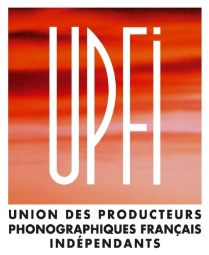 UPFi
UNION DES PRODUCTEURS
PHONOGRAPHIQUES FRANÇAIS
INDÉPENDANTS